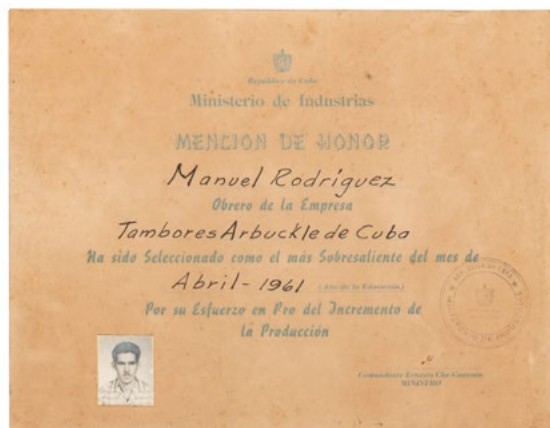 República de Cuba
Ministerio de Industrias
MENCION DE HONOR
Manuel Rodríguez
Obrero de la Empresa
Tambores Arbuckle de Cuba
Ha sido Seleccionado como el más Sobresaliente del mes de
Abril - 1961 (Año de la Educación)
Por su Esfuerzo en Pro del Incremento de
la Producción
Comandante Ernesto Che Guevara
MINISTRO